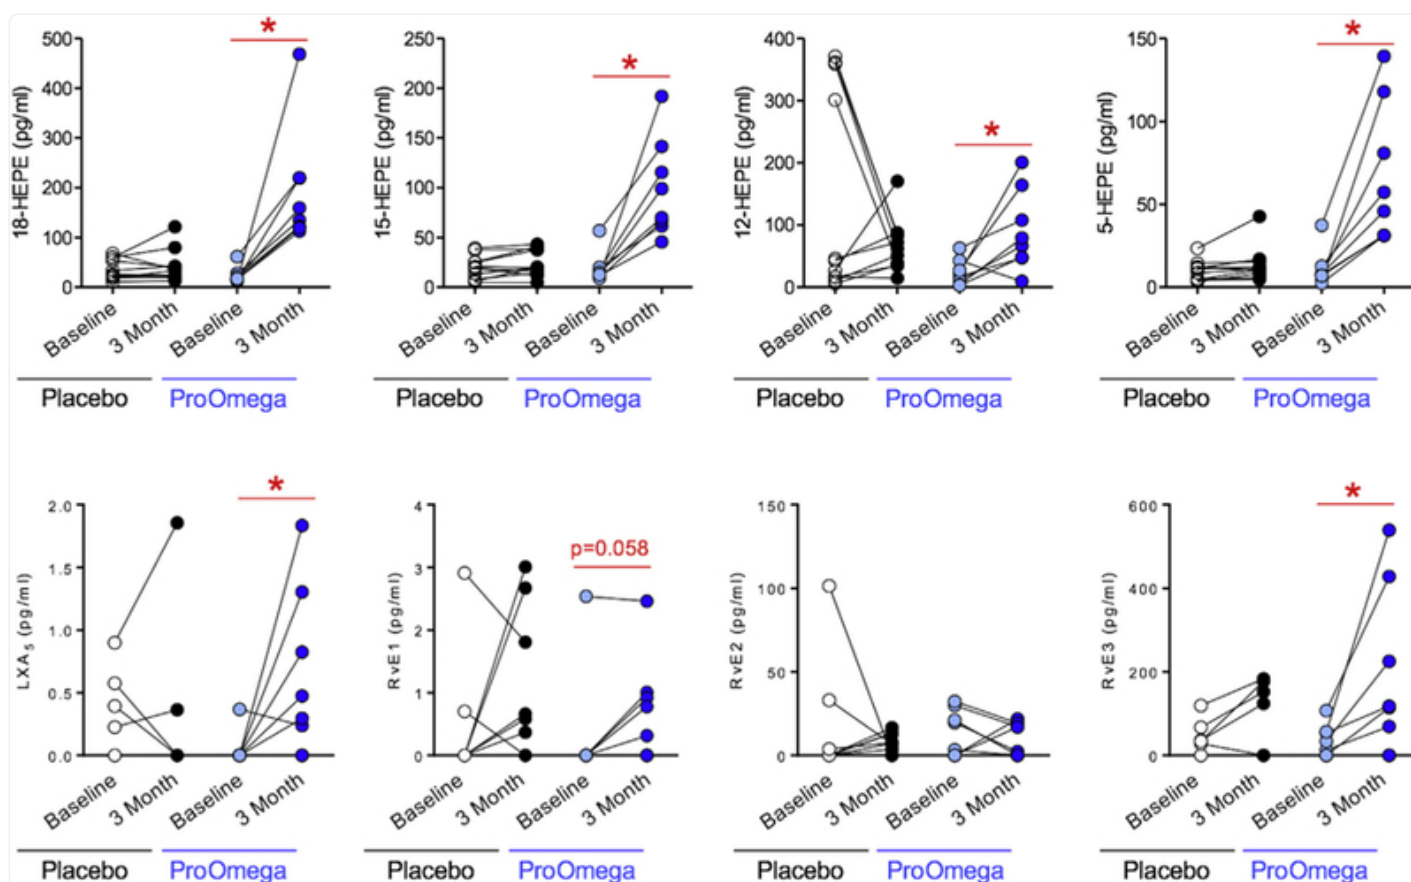 18-HEPE (pg/ml)
500
400
300
200
100
0
*
Baseline
3 Month
Baseline
3 Month
Placebo
ProOmega
15-HEPE (pg/ml)
250
200
150
100
50
0
*
Baseline
3 Month
Baseline
3 Month
Placebo
ProOmega
12-HEPE (pg/ml)
400
300
200
100
0
*
Baseline
3 Month
Baseline
3 Month
Placebo
ProOmega
5-HEPE (pg/ml)
150
100
50
0
*
Baseline
3 Month
Baseline
3 Month
Placebo
ProOmega
LXA₅ (pg/ml)
2.0
1.5
1.0
0.5
0.0
*
Baseline
3 Month
Baseline
3 Month
Placebo
ProOmega
RvE1 (pg/ml)
4
3
2
1
0
p=0.058
Baseline
3 Month
Baseline
3 Month
Placebo
ProOmega
RvE2 (pg/ml)
150
100
50
0
Baseline
3 Month
Baseline
3 Month
Placebo
ProOmega
RvE3 (pg/ml)
600
400
200
0
*
Baseline
3 Month
Baseline
3 Month
Placebo
ProOmega